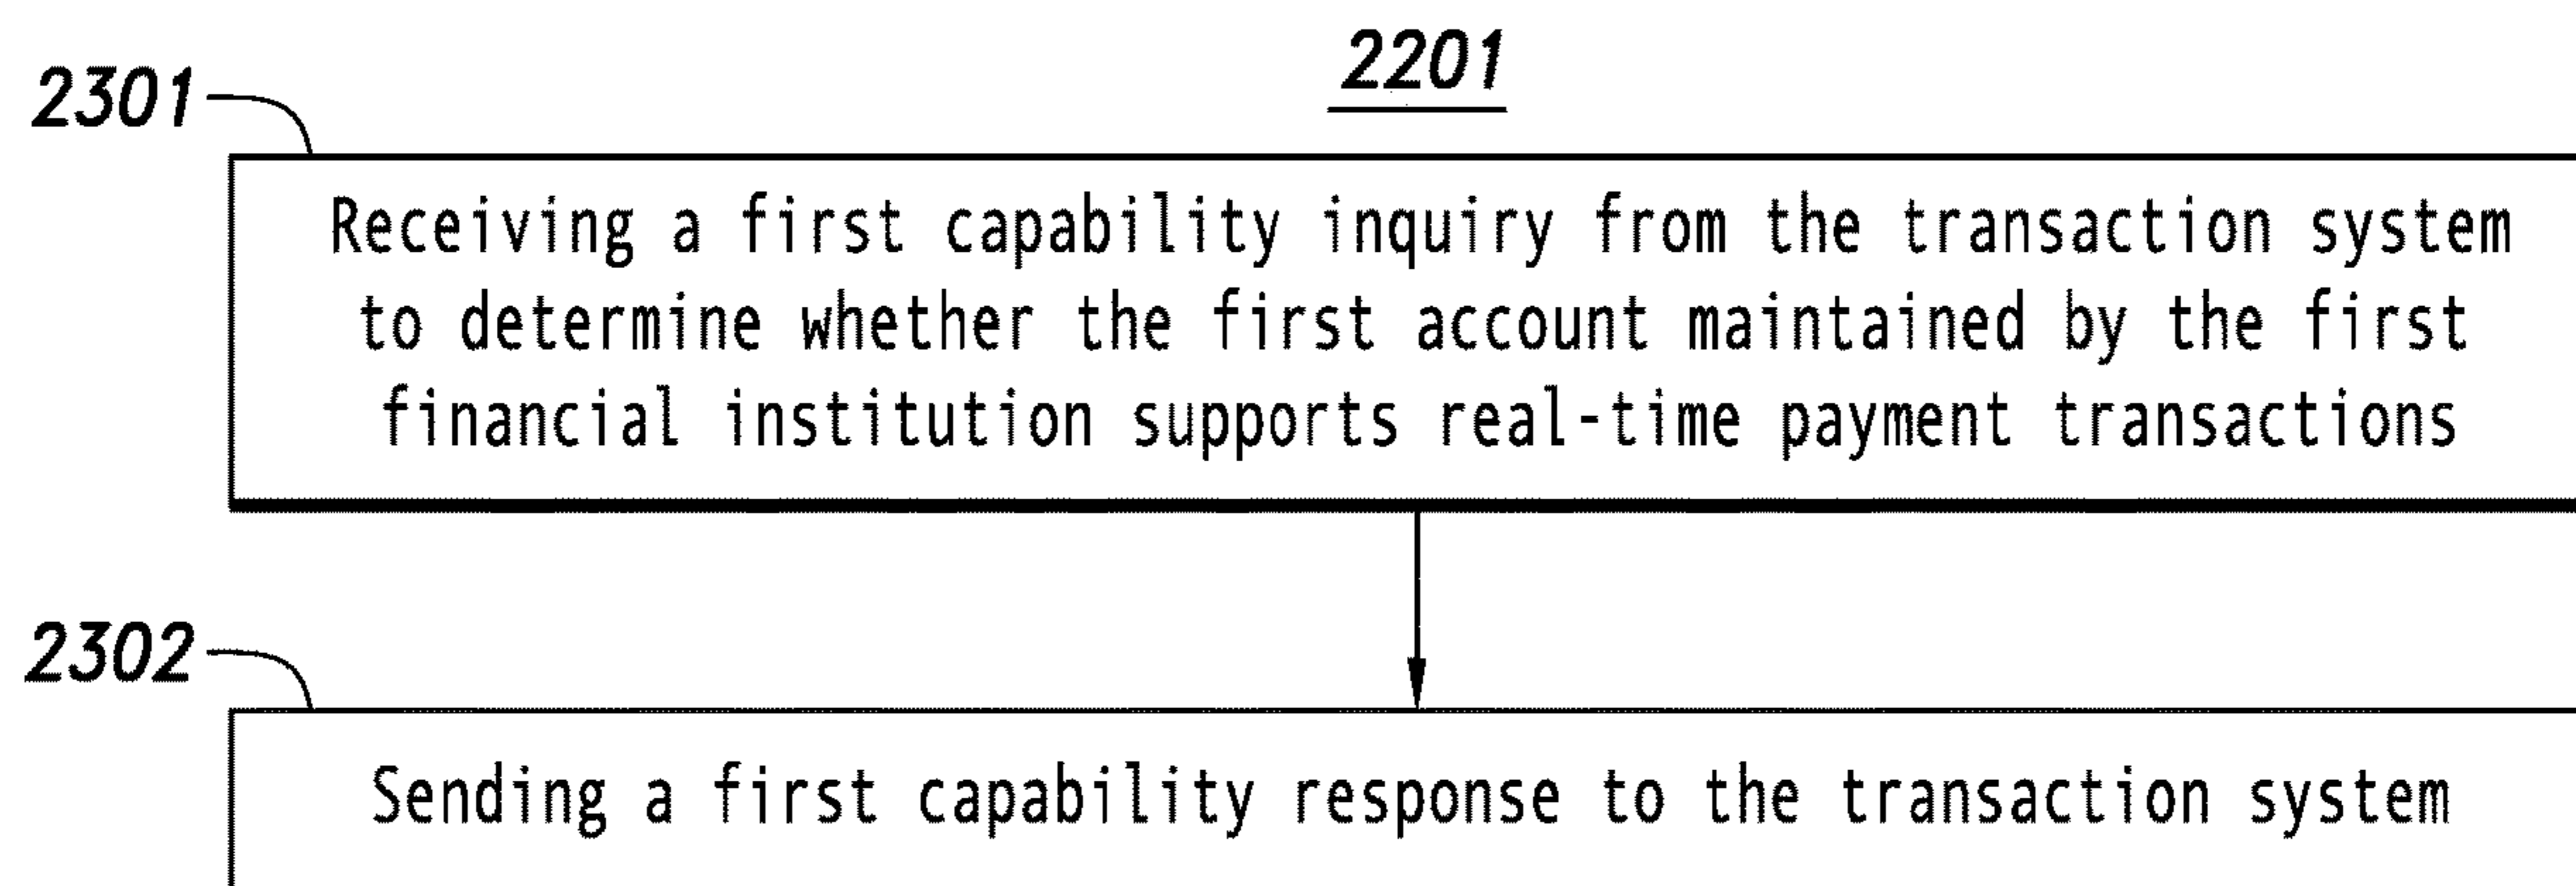 2201
2301
Receiving a first capability inquiry from the transaction system
to determine whether the first account maintained by the first
financial institution supports real-time payment transactions
2302
Sending a first capability response to the transaction system